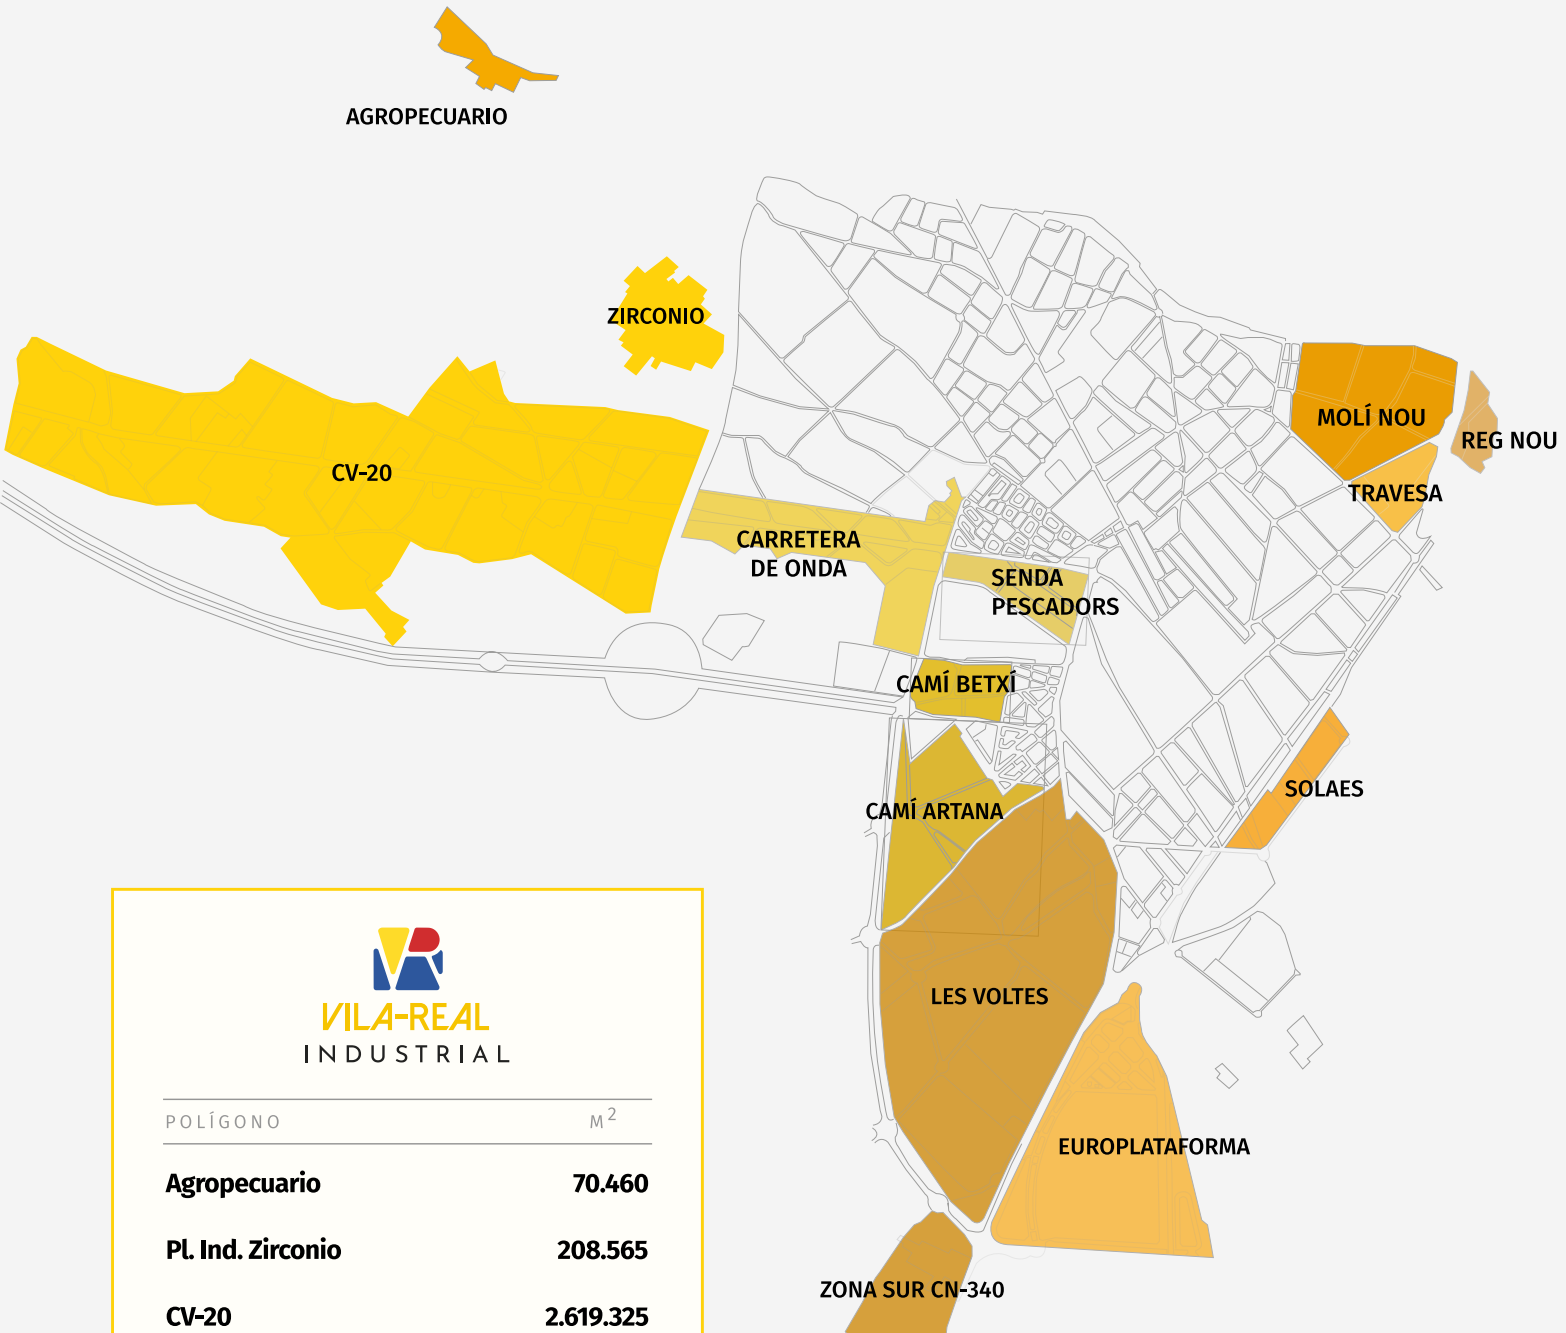 AGROPECUARIO
ZIRCONIO
CV-20
MOLÍ NOU
REG NOU
TRAVESA
CARRETERA
DE ONDA
SENDA
PESCADORS
CAMÍ BETXÍ
SOLAES
CAMÍ ARTANA
LES VOLTES
EUROPLATAFORMA
ZONA SUR CN-340
VILA-REAL
INDUSTRIAL
POLÍGONO M²
Agropecuario 70.460
Pl. Ind. Zirconio 208.565
CV-20 2.619.325